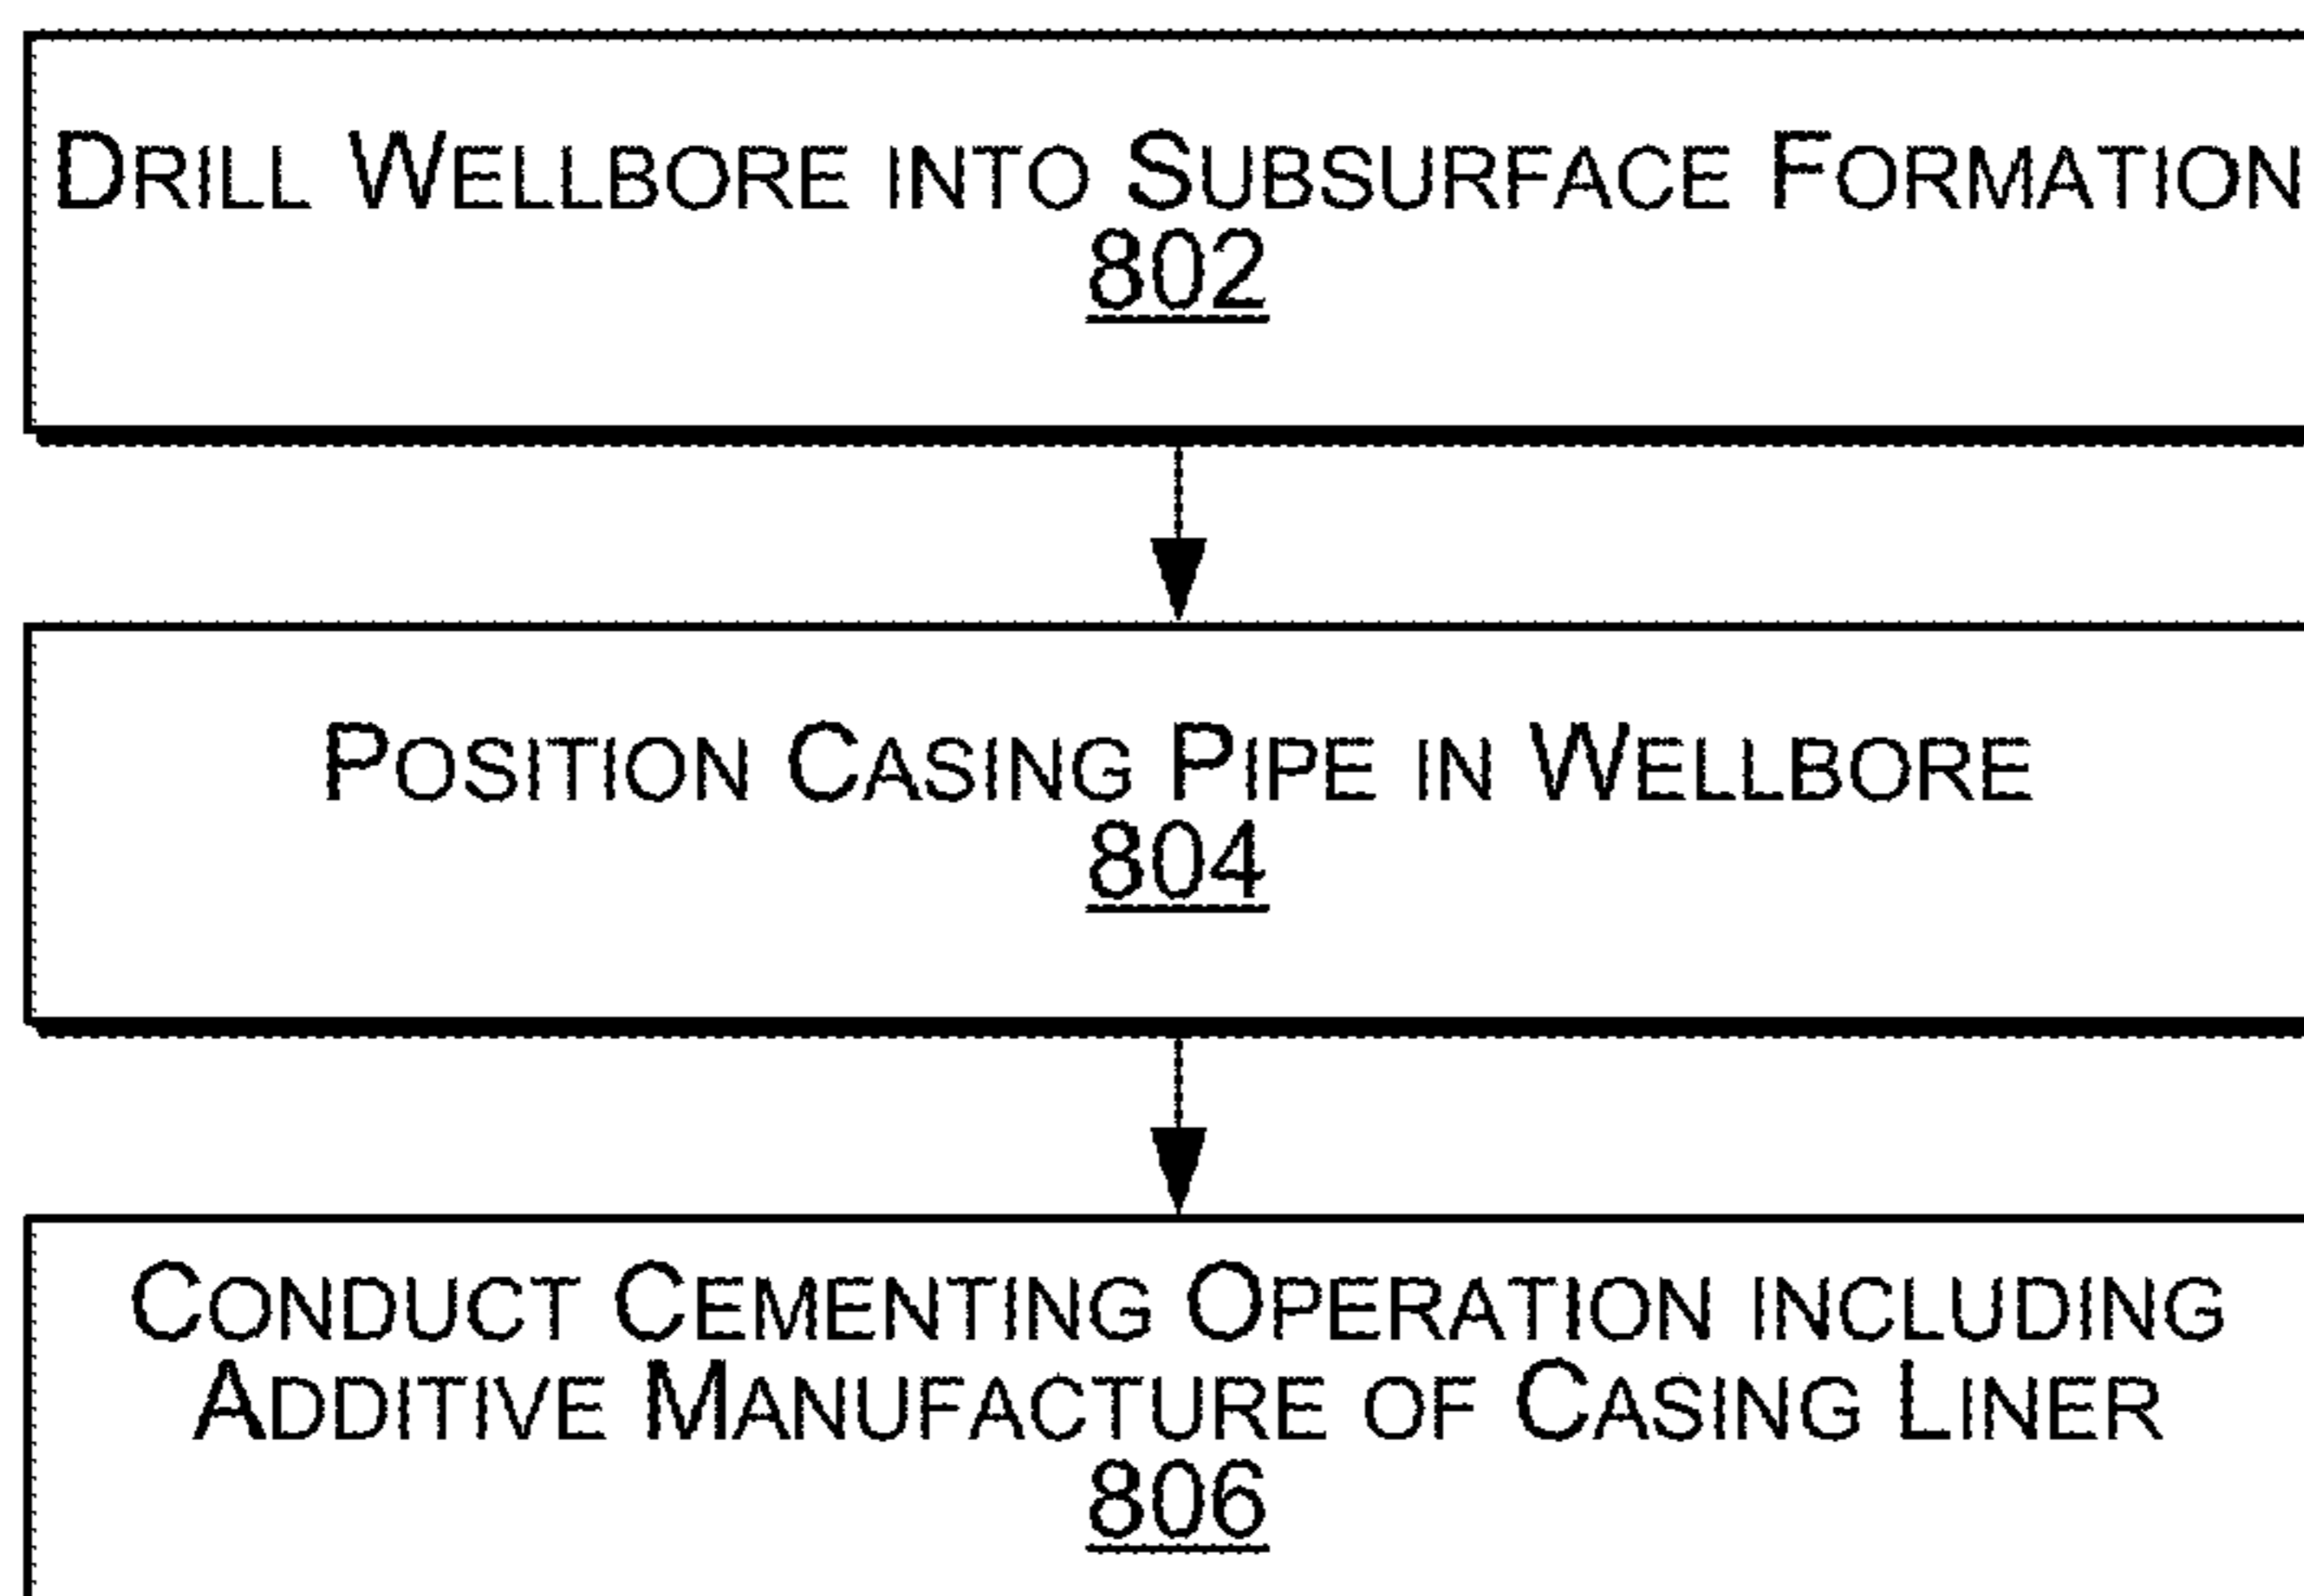 DRILL WELLBORE INTO SUBSURFACE FORMATION
802
POSITION CASING PIPE IN WELLBORE
804
CONDUCT CEMENTING OPERATION INCLUDING
ADDITIVE MANUFACTURE OF CASING LINER
806